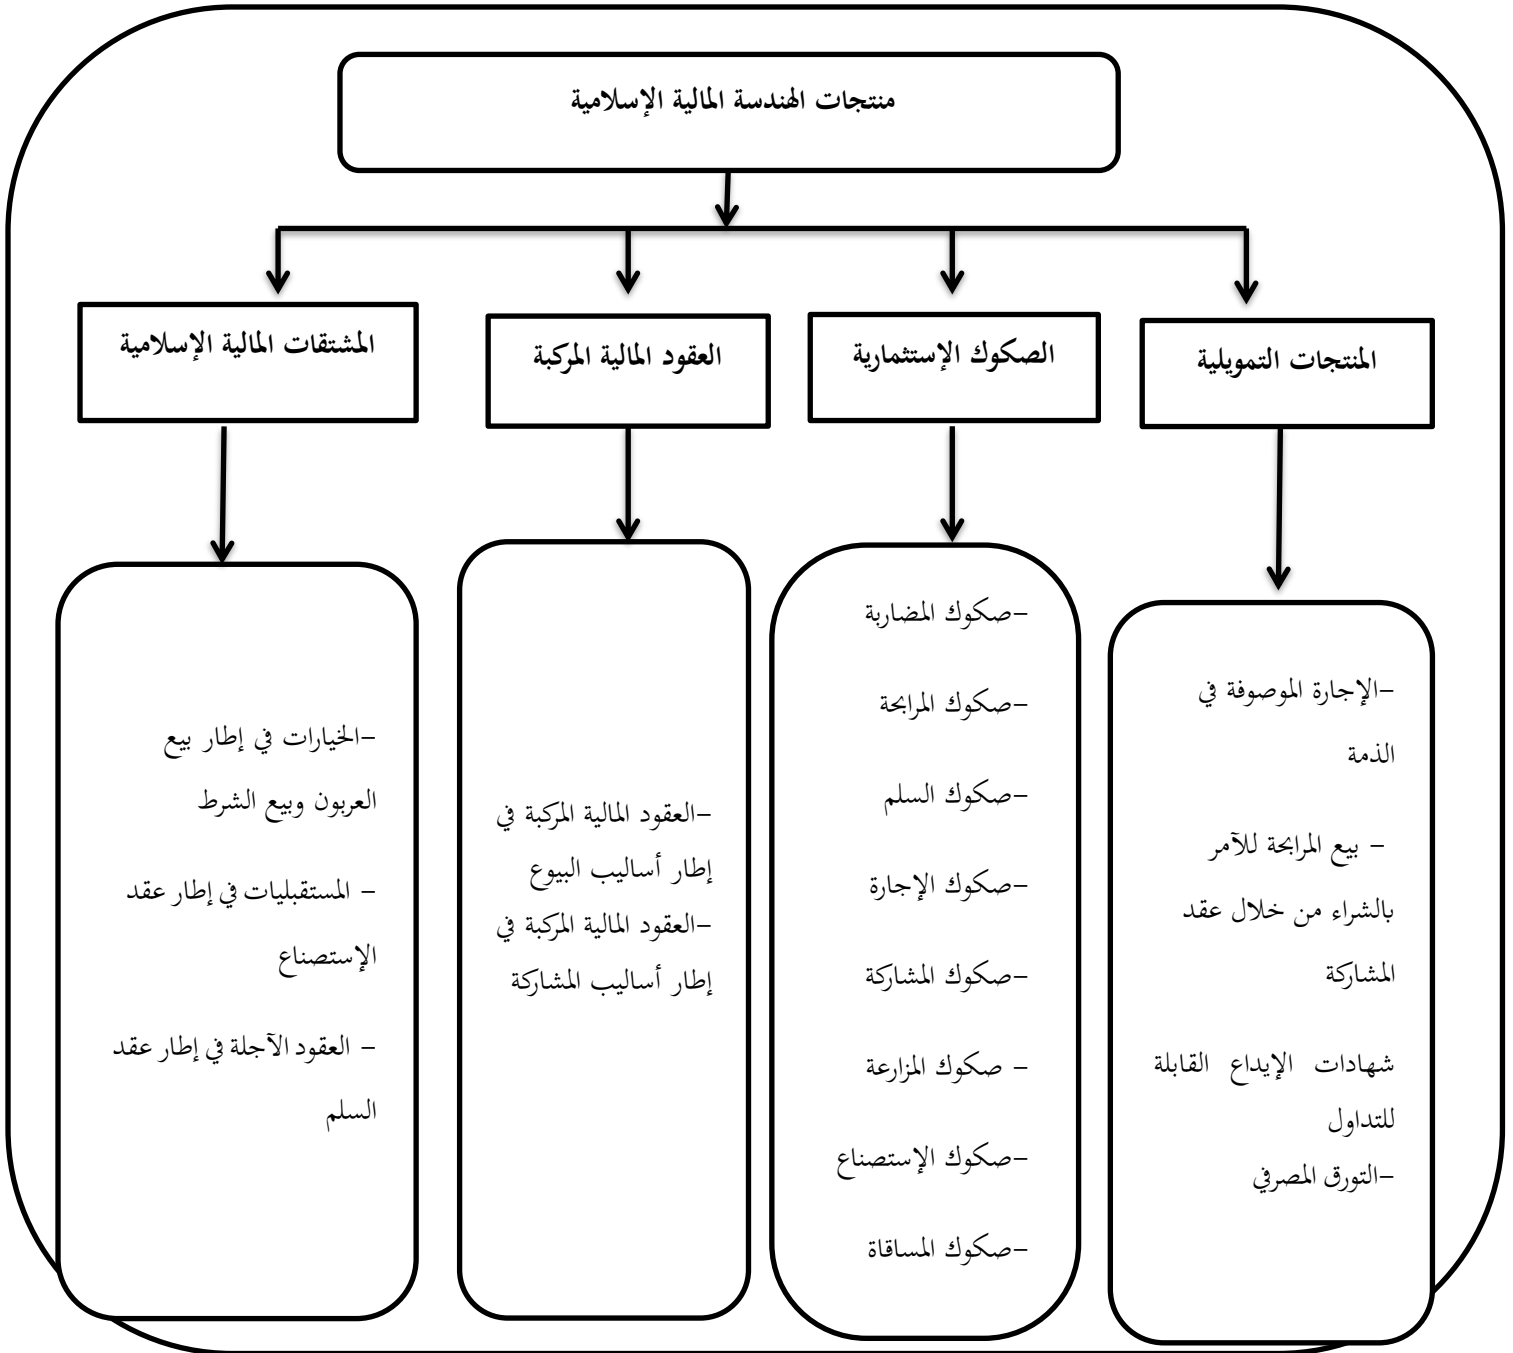 منتجات الهندسة المالية الإسلامية
المنتجات التمويلية
الصكوك الإستثمارية
العقود المالية المركبة
المشتقات المالية الإسلامية
–الإجارة الموصوفة في
الذمة
– بيع المرابحة للآمر
بالشراء من خلال عقد
المشاركة
شهادات الإيداع القابلة
للتداول
–التورق المصرفي
–صكوك المضاربة
–صكوك المرابحة
–صكوك السلم
–صكوك الإجارة
–صكوك المشاركة
– صكوك المزارعة
–صكوك الإستصناع
–صكوك المساقاة
–العقود المالية المركبة في
إطار أساليب البيوع
–العقود المالية المركبة في
إطار أساليب المشاركة
–الخيارات في إطار بيع
العربون وبيع الشرط
– المستقبليات في إطار عقد
الإستصناع
– العقود الآجلة في إطار عقد
السلم